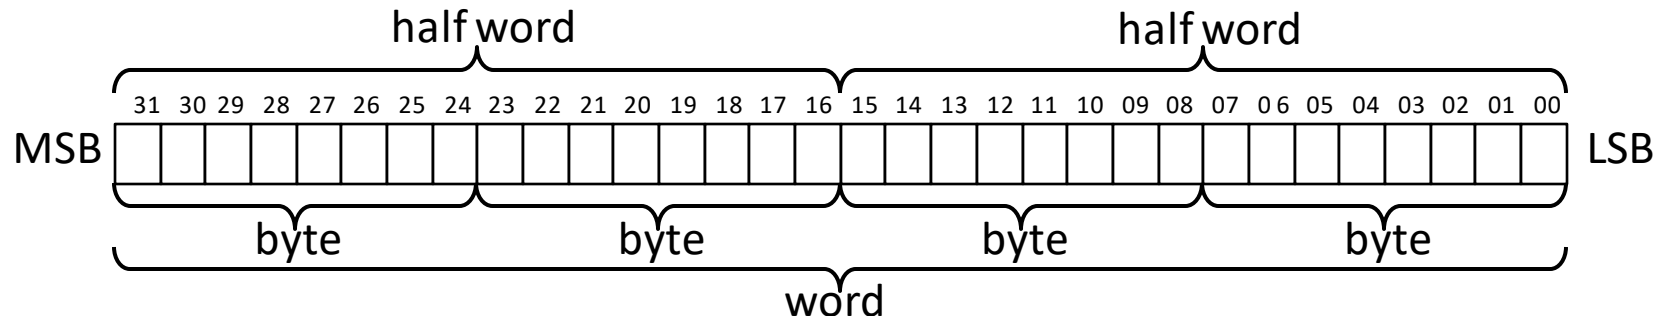 half word half word
31 30 29 28 27 26 25 24 23 22 21 20 19 18 17 16 15 14 13 12 11 10 09 08 07 0 6 05 04 03 02 01 00
MSB LSB
byte byte byte byte
word